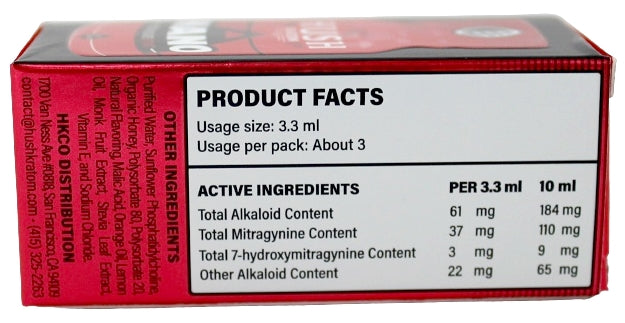 PRODUCT FACTS
Usage size: 3.3 ml
Usage per pack: About 3
ACTIVE INGREDIENTS PER 3.3 ml 10 ml
Total Alkaloid Content 61 mg 184 mg
Total Mitragynine Content 37 mg 110 mg
Total 7-hydroxymitragynine Content 3 mg 9 mg
Other Alkaloid Content 22 mg 65 mg
OTHER INGREDIENTS
Purified Water, Sunflower Phosphatidylcholine,
Organic Honey, Polysorbate 80, Polysorbate 20,
Natural Flavoring, Malic Acid, Orange Oil, Lemon
Oil, Monk Fruit Extract, Stevia Leaf Extract,
Vitamin E, and Sodium Chloride.
HKCO DISTRIBUTION
1700 Van Ness Ave #0818, San Francisco, CA 94109
contact@hushkratom.com · (415) 325-2263